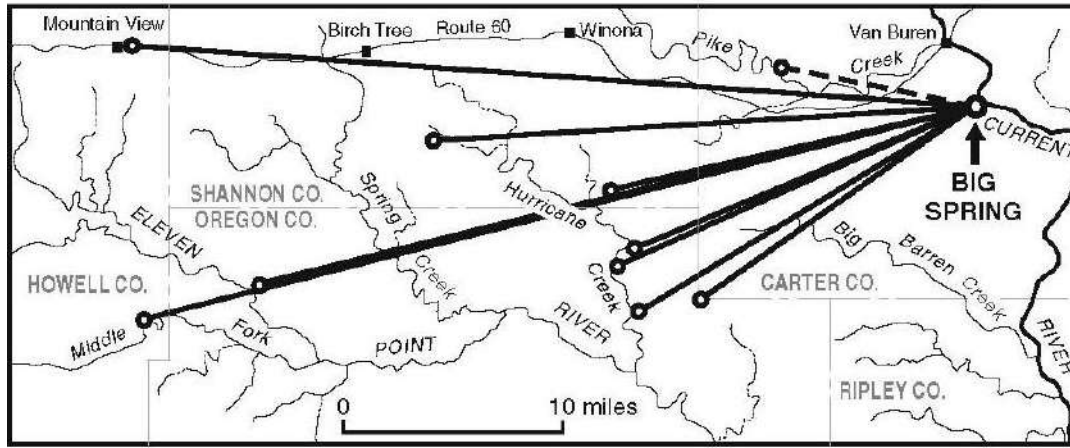 Mountain View
Birch Tree
Route 60
Winona
Pike
Creek
Van Buren
CURRENT
RIVER
BIG
SPRING
SHANNON CO.
OREGON CO.
Spring
Creek
Hurricane
Creek
Big
Barren
Creek
ELEVEN
POINT
RIVER
HOWELL CO.
CARTER CO.
Middle
Fork
RIPLEY CO.
0
10 miles